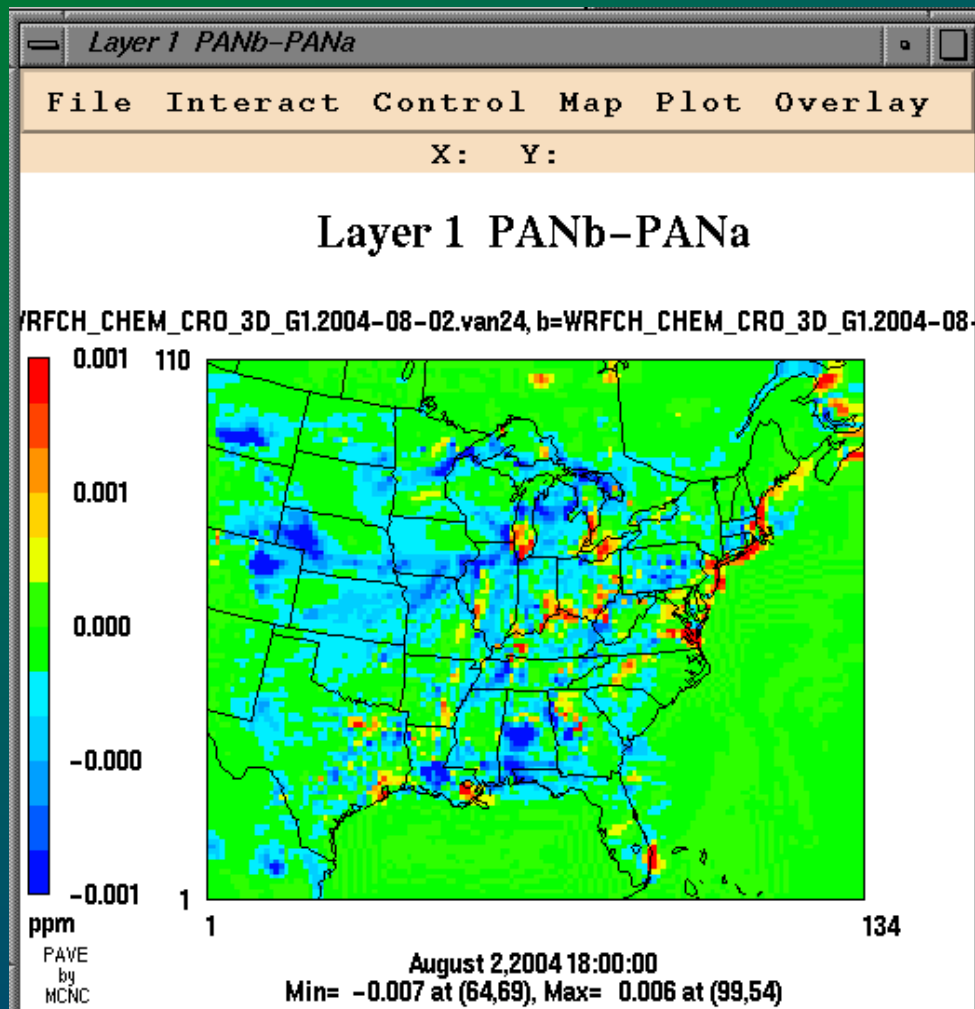 Layer 1 PANb-PANa
File Interact Control Map Plot Overlay
X: Y:
Layer 1 PANb-PANa
RFCH_CHEM_CRO_3D_G1.2004-08-02.van24, b=WRFCH_CHEM_CRO_3D_G1.2004-08-
0.001
110
0.001
0.000
-0.000
-0.001
1
ppm
1
134
PAVE
by
MCNC
August 2,2004 18:00:00
Min= -0.007 at (64,69), Max= 0.006 at (99,54)